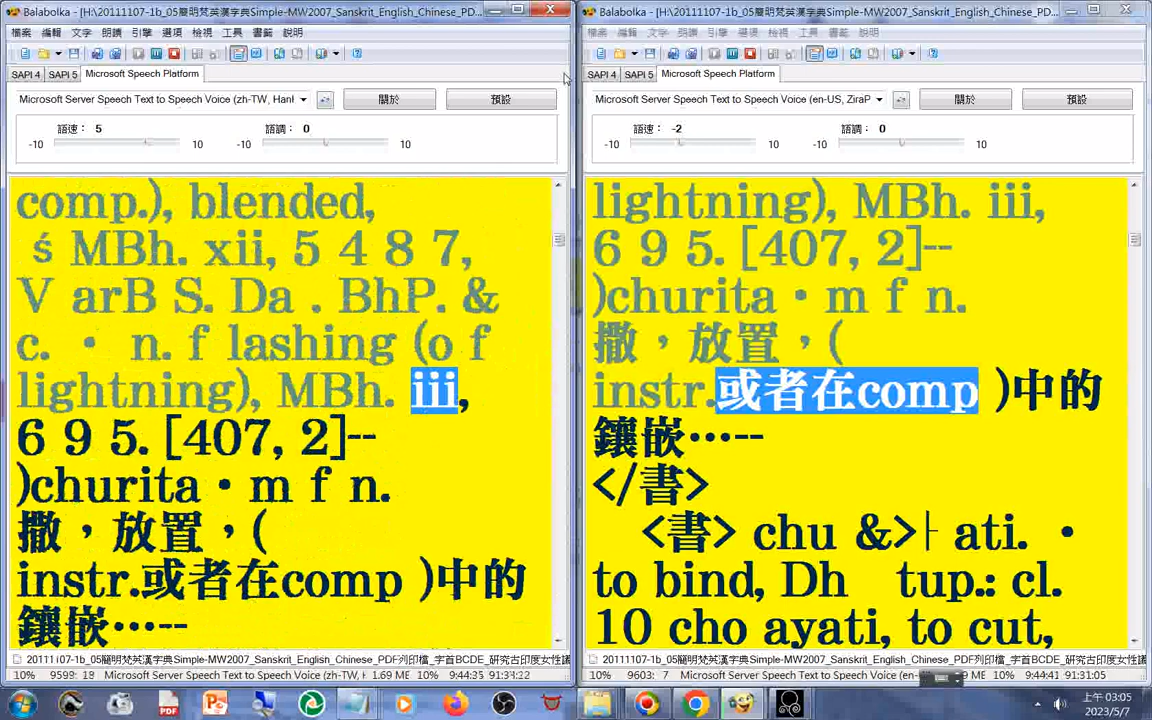 Balabolka - [H:\20111107-1b_05簡明梵英漢字典Simple-MW2007_Sanskrit_English_Chinese_PD...
檔案 編輯 文字 朗讀 引擎 選項 檢視 工具 書籤 說明
SAPI 4 SAPI 5 Microsoft Speech Platform
Microsoft Server Speech Text to Speech Voice (zh-TW, Hanl 關於 預設
語速： 5 語調： 0
-10 10 -10 10
comp.), blended,
ś MBh. xii, 5 4 8 7,
V arB S. Da . BhP. &
c. • n. f lashing (o f
lightning), MBh. iii,
6 9 5. [407, 2]--
)churita • m f n.
撒，放置，(
instr.或者在comp )中的
鑲嵌…--
20111107-1b_05簡明梵英漢字典Simple-MW2007_Sanskrit_English_Chinese_PDF列印檔_字首BCDE_研究古印度女性議
10% Microsoft Server Speech Text to Speech Voice (zh-TW, 1.69 ME 10% 9:44:35
Balabolka - [H:\20111107-1b_05簡明梵英漢字典Simple-MW2007_Sanskrit_English_Chinese_PD...
檔案 編輯 文字 朗讀 引擎 選項 檢視 工具 書籤 說明
SAPI 4 SAPI 5 Microsoft Speech Platform
Microsoft Server Speech Text to Speech Voice (en-US, ZiraP 關於 預設
語速： -2 語調： 0
-10 10 -10 10
lightning), MBh. iii,
6 9 5. [407, 2]--
)churita • m f n.
撒，放置，(
instr.或者在comp )中的
鑲嵌…--
</書>
<書> chu &>├ ati. •
to bind, Dh tup.: cl.
10 cho ayati, to cut,
20111107-1b_05簡明梵英漢字典Simple-MW2007_Sanskrit_English_Chinese_PDF列印檔_字首BCDE_研究古印度女性議
10% 9603: 7 Microsoft Server Speech Text to Speech Voice (en- 9 ME 10% 9:44:41 91:31:05
上午 03:05
2023/5/7